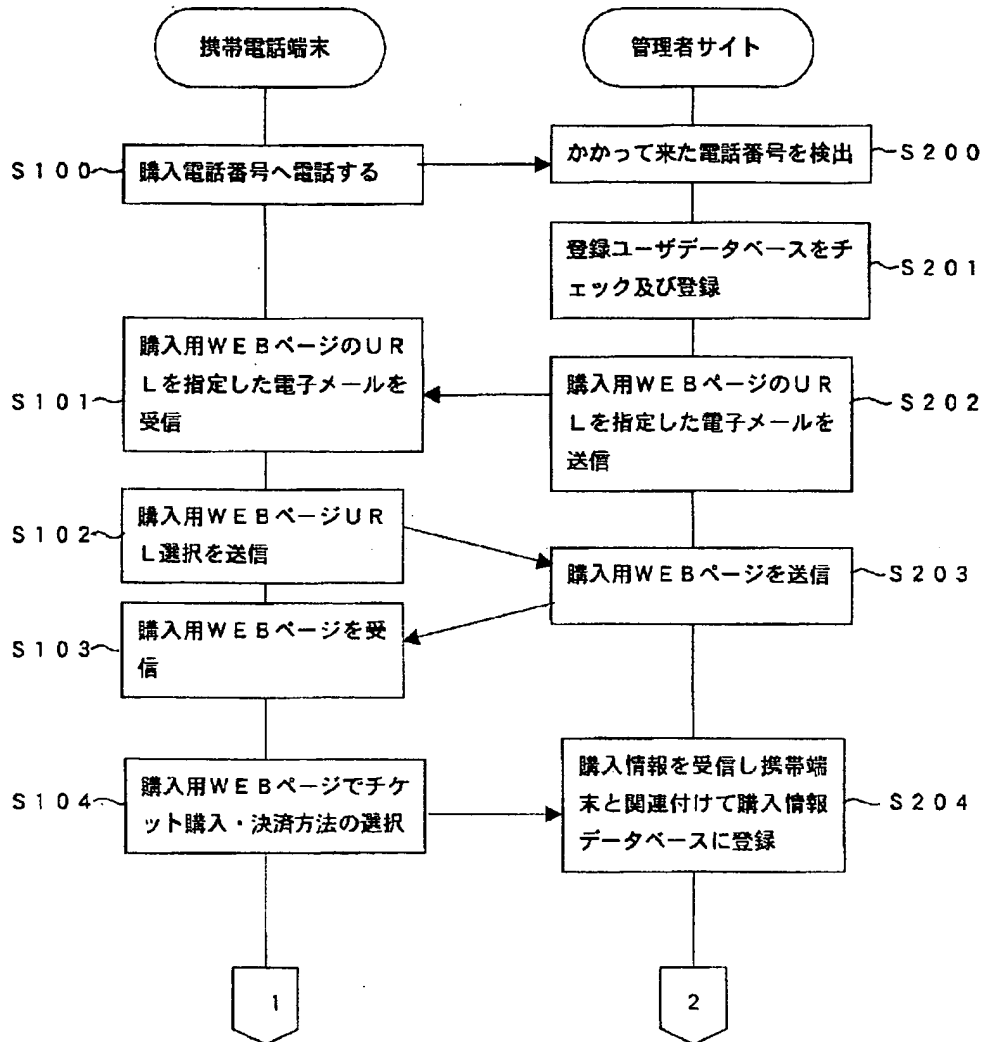 携帯電話端末
管理者サイト
S100
購入電話番号へ電話する
かかって来た電話番号を検出
S200
登録ユーザデータベースをチ
ェック及び登録
S201
S101
購入用WEBページのUR
Lを指定した電子メールを
受信
購入用WEBページのUR
Lを指定した電子メールを
送信
S202
S102
購入用WEBページUR
L選択を送信
購入用WEBページを送信
S203
S103
購入用WEBページを受
信
S104
購入用WEBページでチケ
ット購入・決済方法の選択
購入情報を受信し携帯端
末と関連付けて購入情報
データベースに登録
S204
1
2